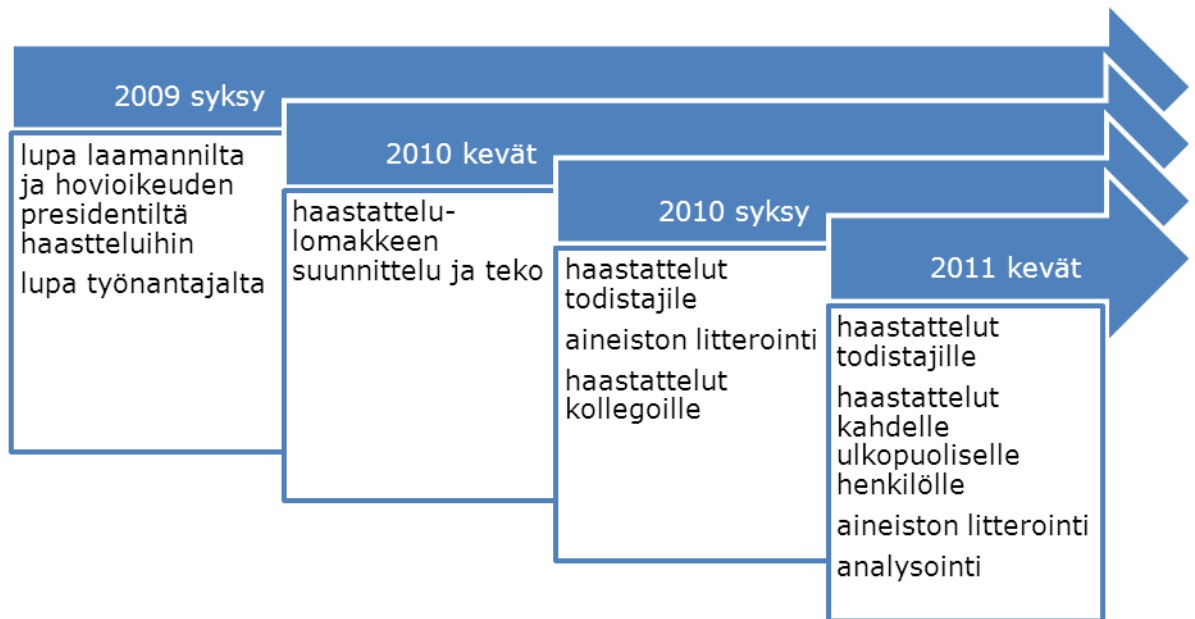 2009 syksy
lupa laamannilta
ja hovioikeuden
presidentiltä
haastteluihin
lupa työnantajalta
2010 kevät
haastattelu-
lomakkeen
suunnittelu ja teko
2010 syksy
haastattelut
todistajile
aineiston litterointi
haastattelut
kollegoille
2011 kevät
haastattelut
todistajille
haastattelut
kahdelle
ulkopuoliselle
henkilölle
aineiston litterointi
analysointi